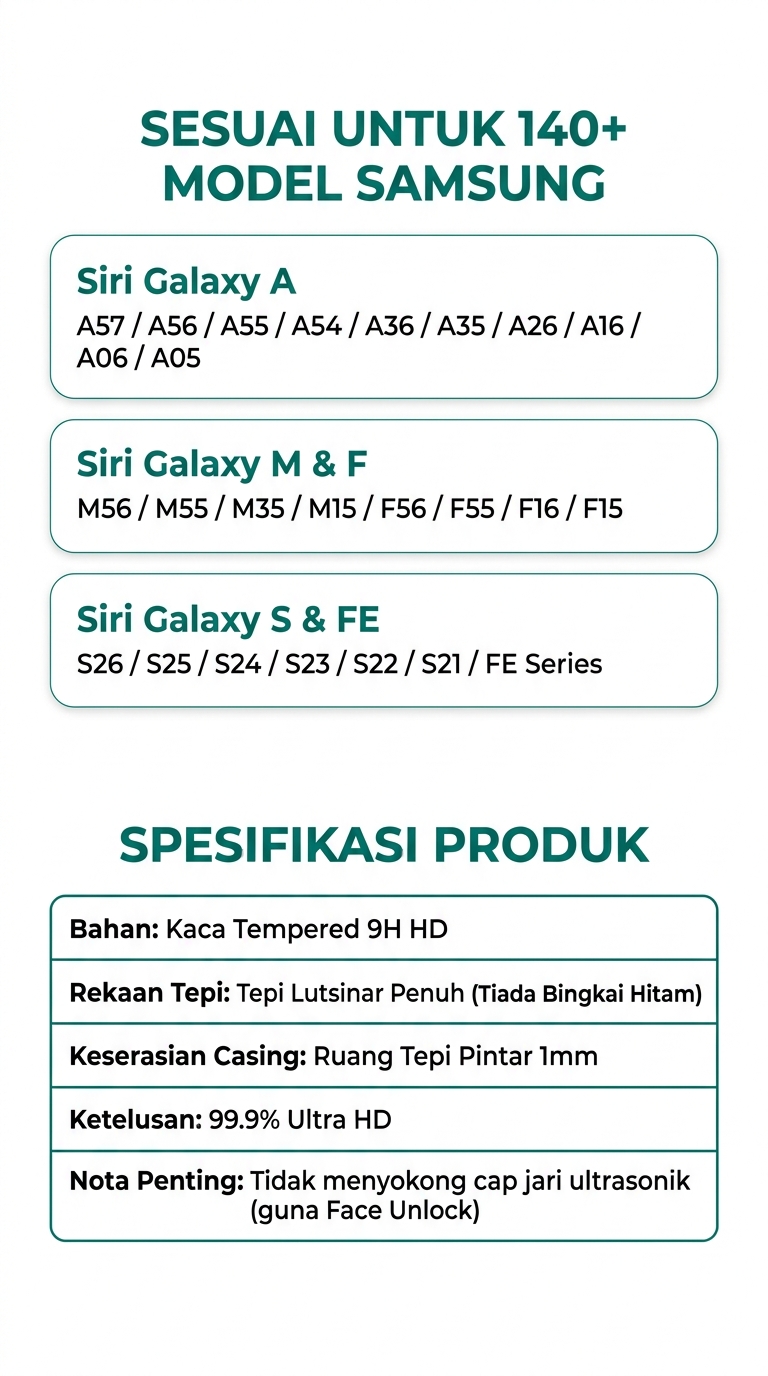 SESUAI UNTUK 140+
MODEL SAMSUNG
Siri Galaxy A
A57 / A56 / A55 / A54 / A36 / A35 / A26 / A16 /
A06 / A05
Siri Galaxy M & F
M56 / M55 / M35 / M15 / F56 / F55 / F16 / F15
Siri Galaxy S & FE
S26 / S25 / S24 / S23 / S22 / S21 / FE Series
SPESIFIKASI PRODUK
Bahan: Kaca Tempered 9H HD
Rekaan Tepi: Tepi Lutsinar Penuh (Tiada Bingkai Hitam)
Keserasian Casing: Ruang Tepi Pintar 1mm
Ketelusan: 99.9% Ultra HD
Nota Penting: Tidak menyokong cap jari ultrasonik
(guna Face Unlock)